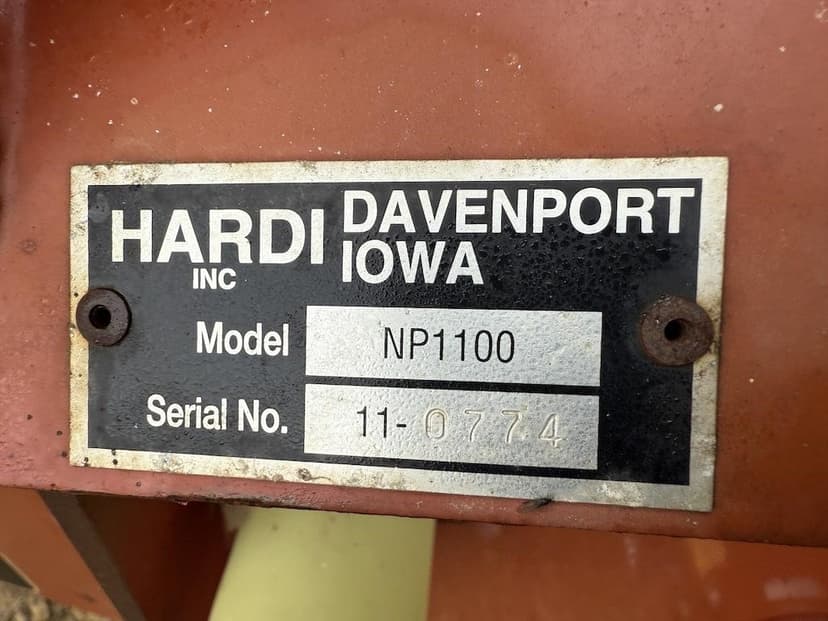 HARDI INC
DAVENPORT
IOWA
Model NP1100
Serial No. 11-0774